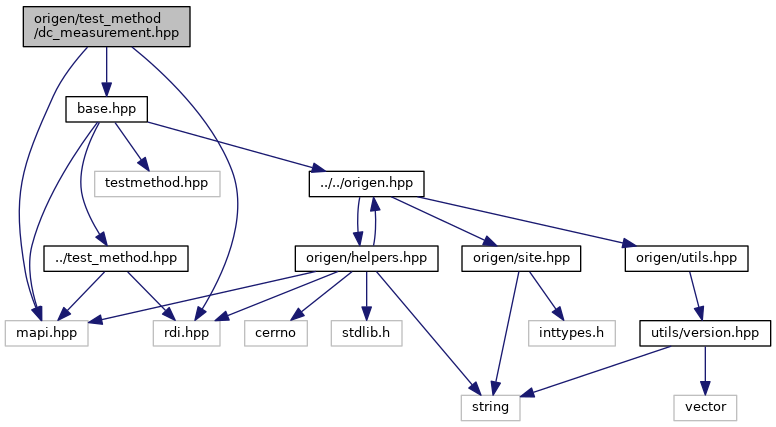 origen/test_method
/dc_measurement.hpp
base.hpp
testmethod.hpp
../../origen.hpp
../test_method.hpp
origen/helpers.hpp
origen/site.hpp
origen/utils.hpp
mapi.hpp
rdi.hpp
cerrno
stdlib.h
inttypes.h
utils/version.hpp
string
vector